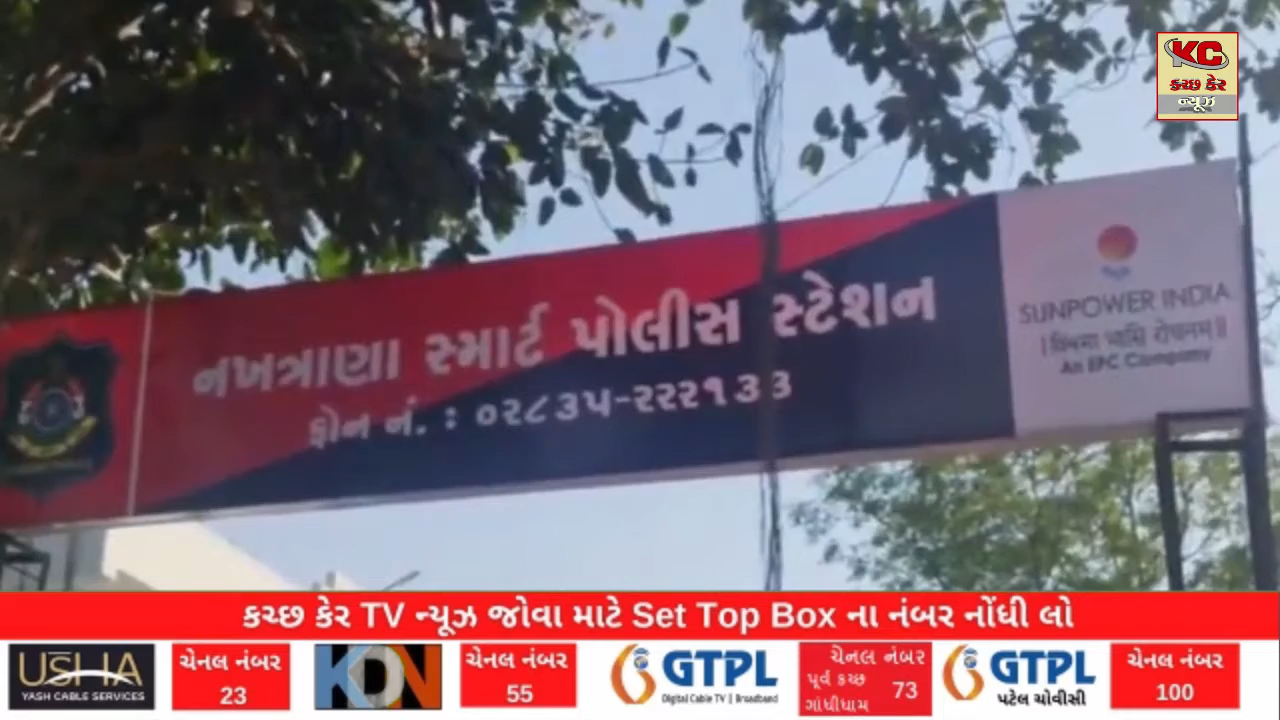 KC
કચ્છ કેર
ન્યૂઝ
નખત્રાણા સ્માર્ટ પોલીસ સ્ટેશન
ફોન નં. : ૦૨૮૩૫-૨૨૨૧૩૩
SUNPOWER INDIA
An EPC Company
કચ્છ કેર TV ન્યૂઝ જોવા માટે Set Top Box ના નંબર નોંધી લો
USHA
YASH CABLE SERVICES
ચેનલ નંબર
23
KDN
ચેનલ નંબર
55
GTPL
Digital Cable TV | Broadband
ચેનલ નંબર
પૂર્વ કચ્છ
ગાંધીધામ
73
GTPL
પટેલ ચોવીસી
ચેનલ નંબર
100